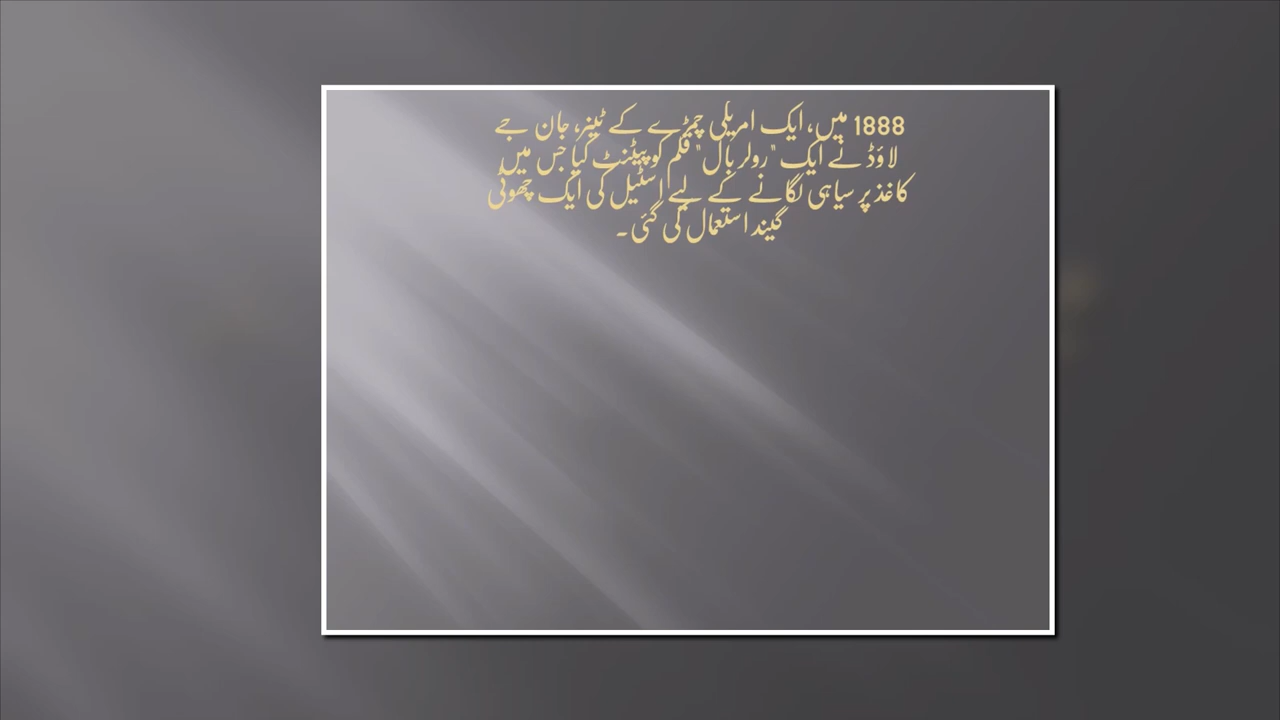 1888 میں، ایک امریکی چمڑے کے ٹینر، جان جے
لاؤڈ نے ایک "رولر بال" قلم کو پیٹنٹ کیا جس میں
کاغذ پر سیاہی لگانے کے لیے اسٹیل کی ایک چھوٹی
گیند استعمال کی گئی۔